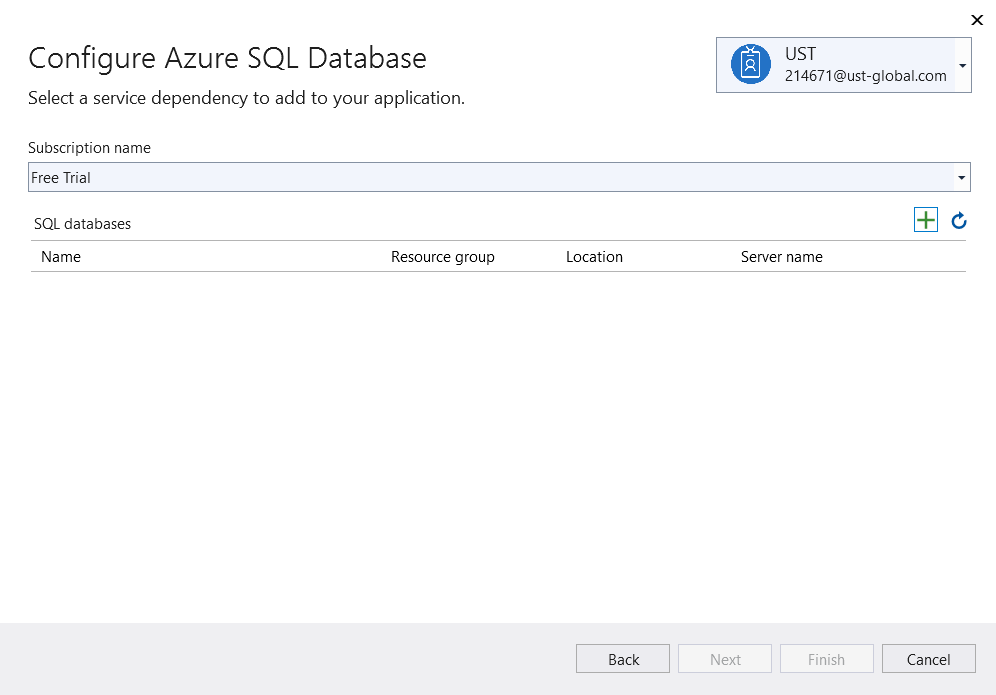 Configure Azure SQL Database
Select a service dependency to add to your application.
UST
214671@ust-global.com
Subscription name
Free Trial
SQL databases
Name Resource group Location Server name
Back Next Finish Cancel